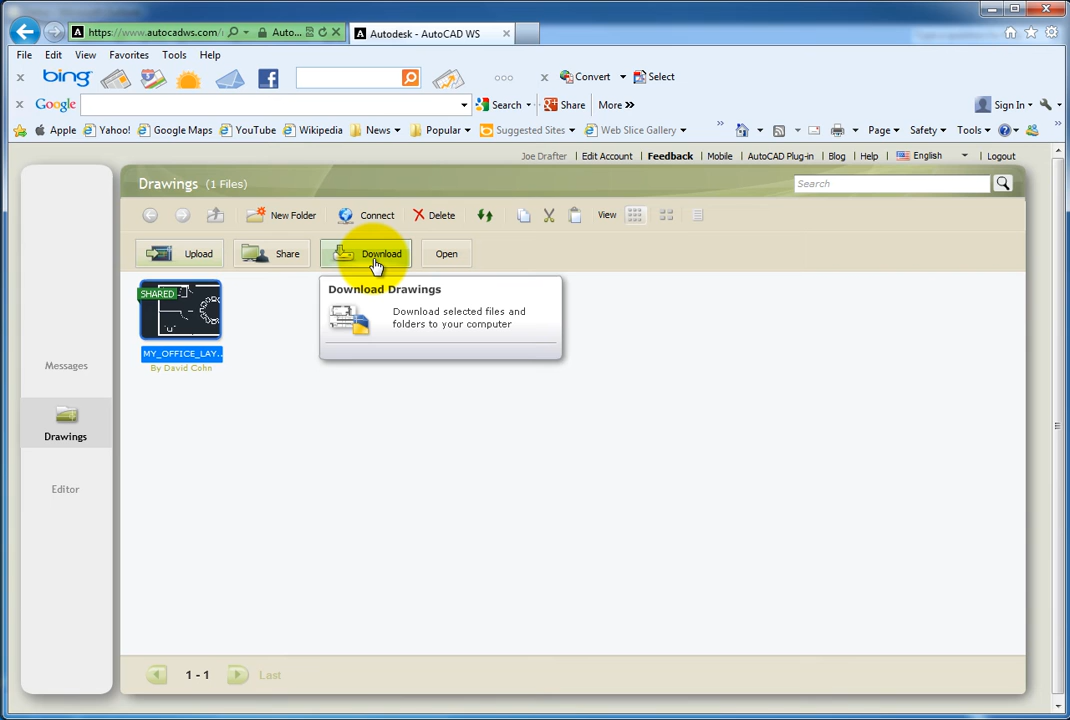 https://www.autocadws.com/
Auto...
Autodesk - AutoCAD WS
File Edit View Favorites Tools Help
bing
Convert Select
Google Search Share More »
Sign In
Apple Yahoo! Google Maps YouTube Wikipedia News Popular Suggested Sites Web Slice Gallery
Page Safety Tools
Joe Drafter | Edit Account | Feedback | Mobile | AutoCAD Plug-in | Blog | Help | English | Logout
Drawings (1 Files)
Search
New Folder Connect Delete View
Upload Share Download Open
Download Drawings
Download selected files and
folders to your computer
SHARED
MY_OFFICE_LAY..
By David Cohn
Messages
Drawings
Editor
1 - 1 Last